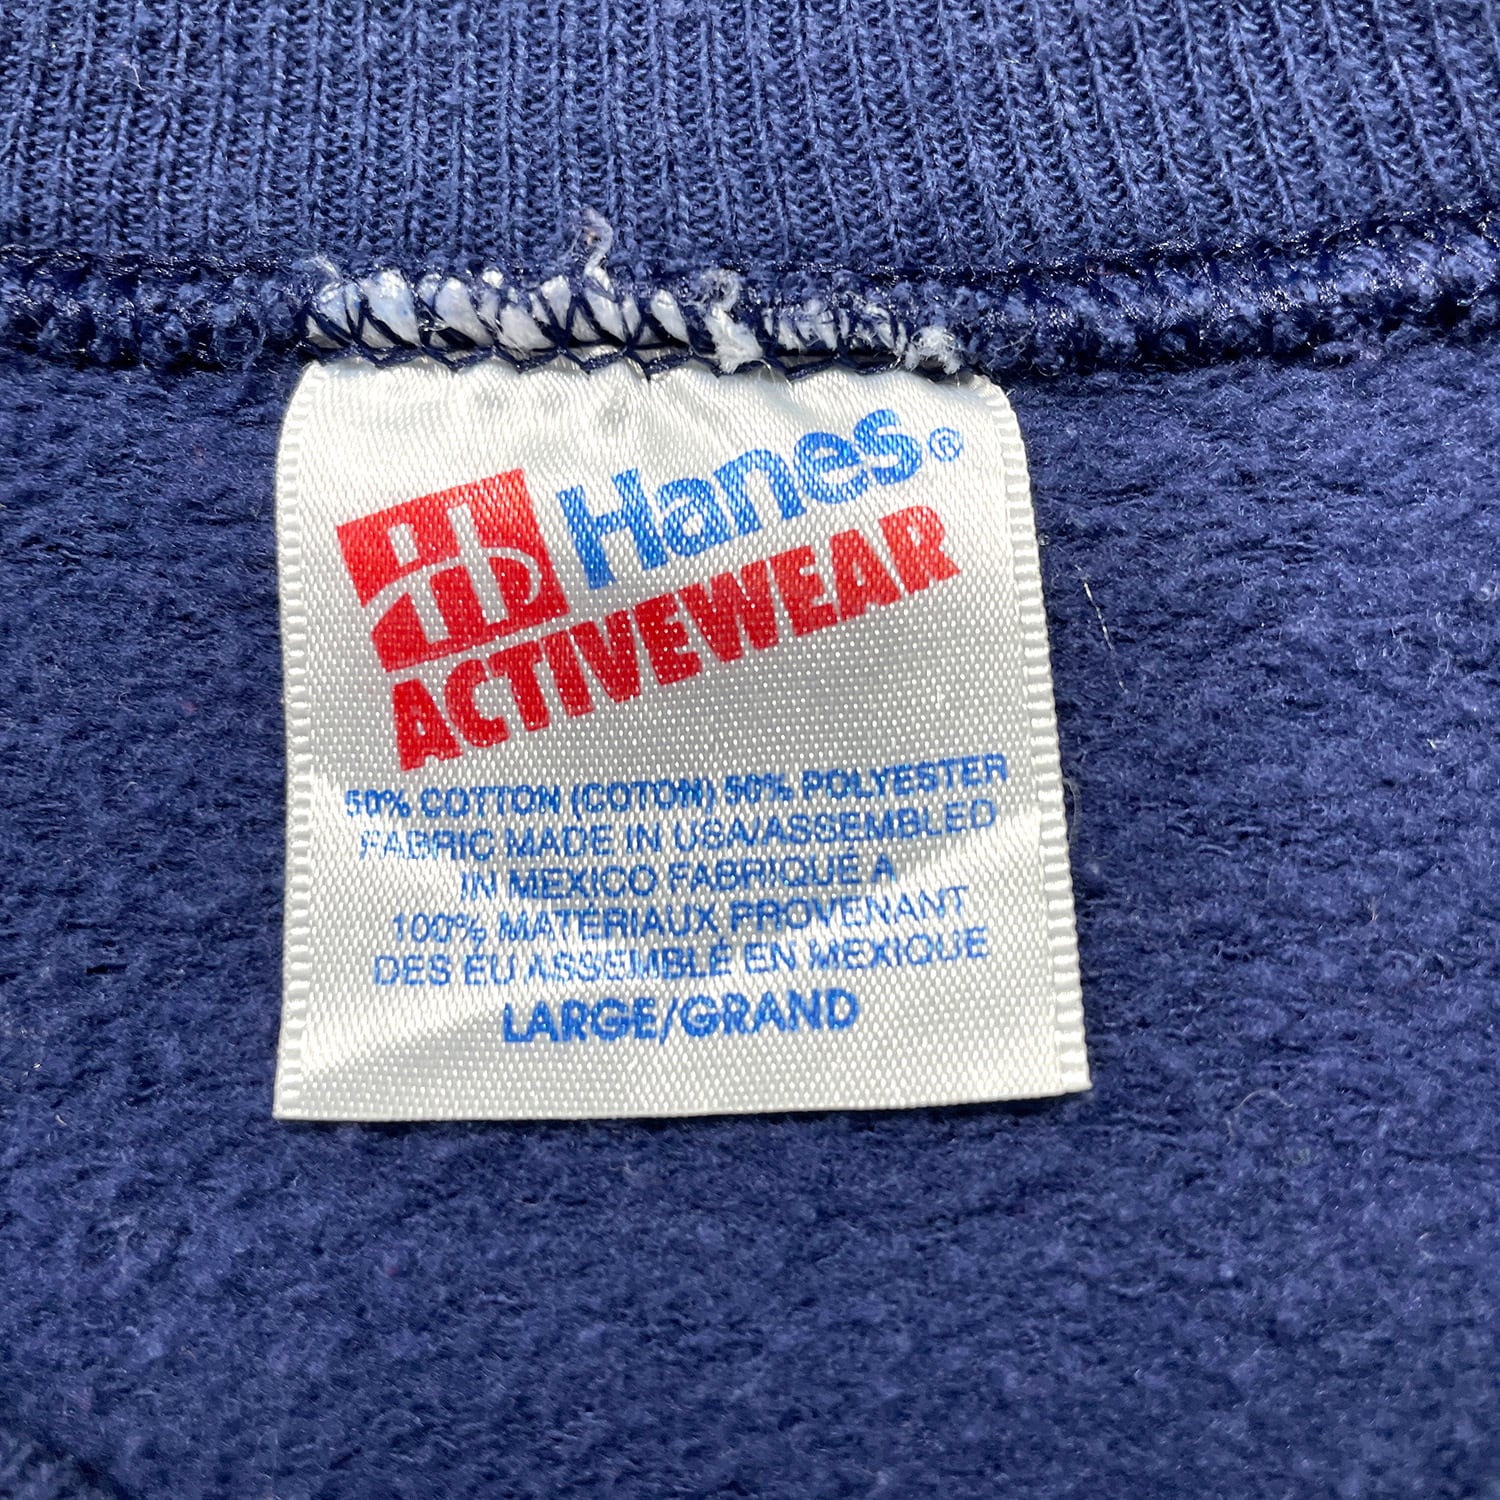 Hanes®
ACTIVEWEAR
50% COTTON (COTON) 50% POLYESTER
FABRIC MADE IN USA/ASSEMBLED
IN MEXICO FABRIQUÉ A
100% MATÉRIAUX PROVENANT
DES EU ASSEMBLÉ EN MEXIQUE
LARGE/GRAND